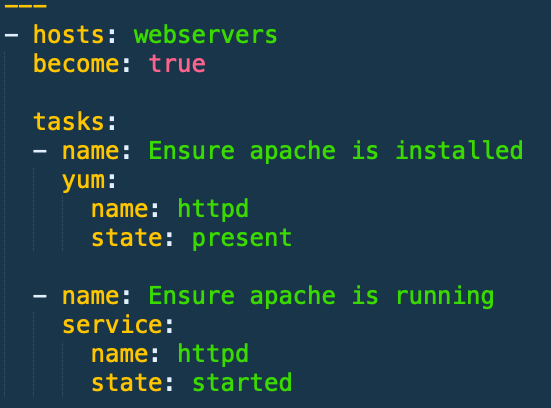 ---
- hosts: webservers
  become: true

  tasks:
  - name: Ensure apache is installed
    yum:
      name: httpd
      state: present

  - name: Ensure apache is running
    service:
      name: httpd
      state: started